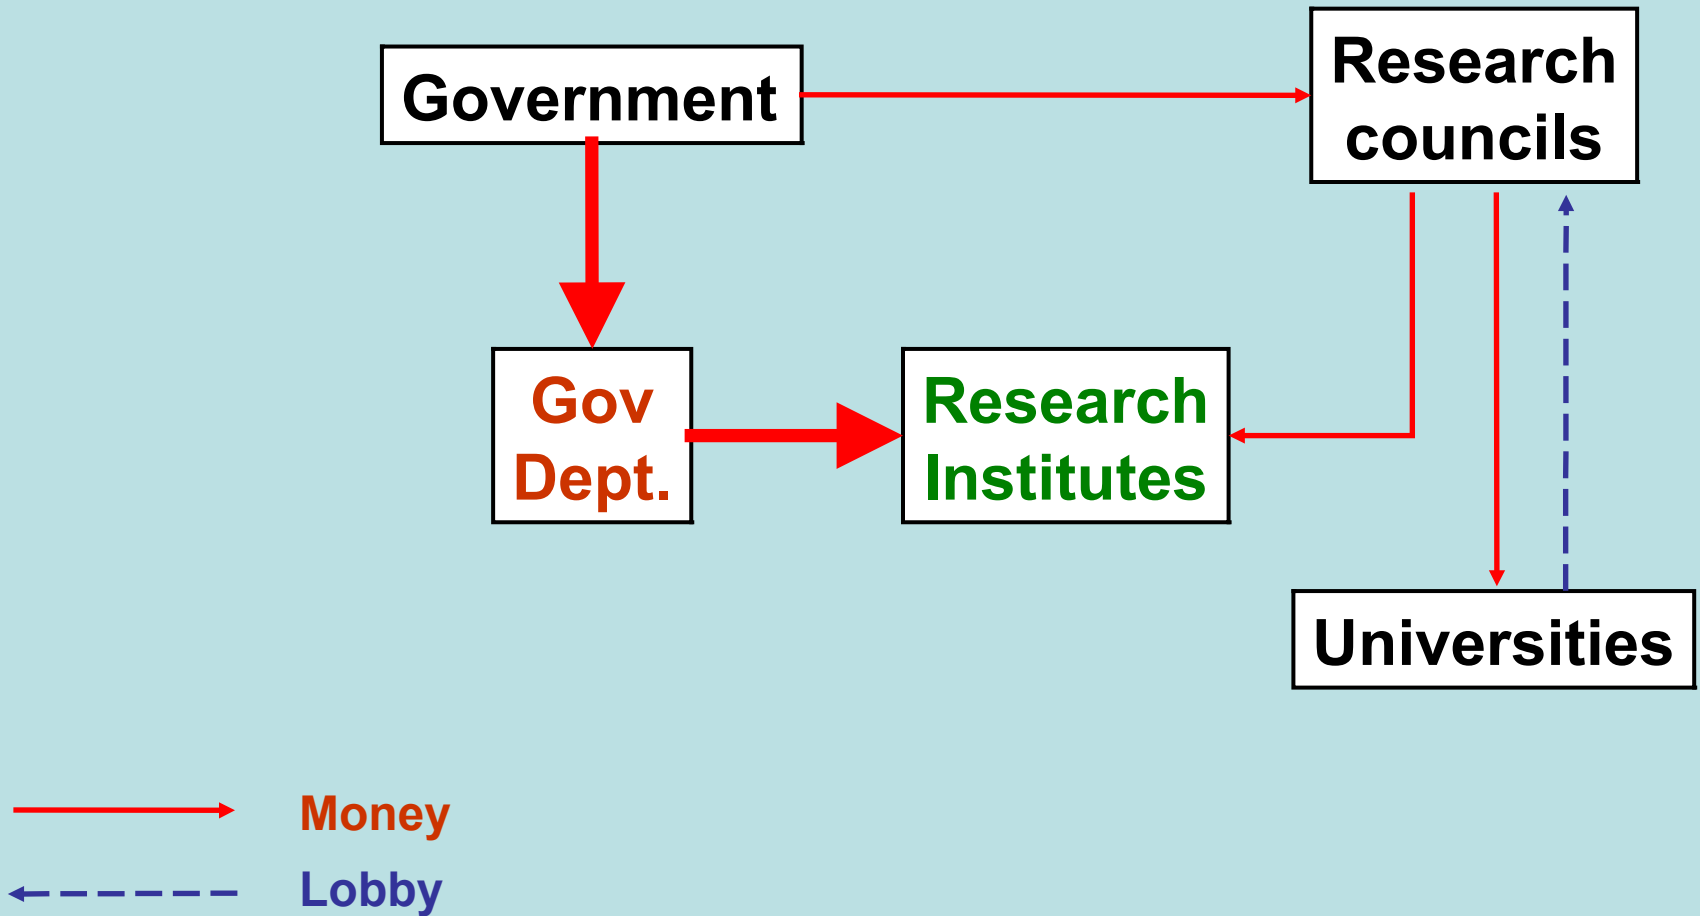 Government
Research
councils
Gov
Dept.
Research
Institutes
Universities
Money
Lobby